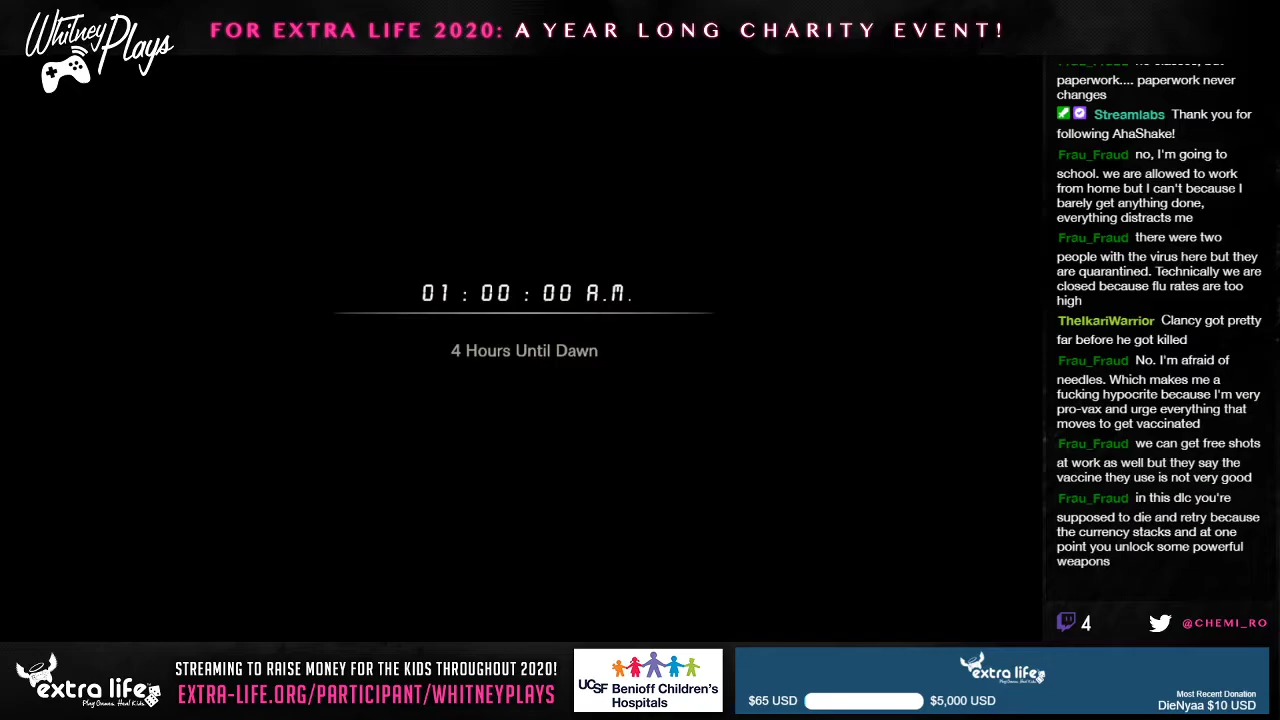 Whitney Plays
FOR EXTRA LIFE 2020: A YEAR LONG CHARITY EVENT!
paperwork.... paperwork never
changes
Streamlabs Thank you for
following AhaShake!
Frau_Fraud no, I'm going to
school. we are allowed to work
from home but I can't because I
barely get anything done,
everything distracts me
Frau_Fraud there were two
people with the virus here but they
are quarantined. Technically we are
closed because flu rates are too
high
TheIkariWarrior Clancy got pretty
far before he got killed
Frau_Fraud No. I'm afraid of
needles. Which makes me a
fucking hypocrite because I'm very
pro-vax and urge everything that
moves to get vaccinated
Frau_Fraud we can get free shots
at work as well but they say the
vaccine they use is not very good
Frau_Fraud in this dlc you're
supposed to die and retry because
the currency stacks and at one
point you unlock some powerful
weapons
01 : 00 : 00 A.M.
4 Hours Until Dawn
4 @CHEMI_RO
extra life
Play Games. Heal Kids.
STREAMING TO RAISE MONEY FOR THE KIDS THROUGHOUT 2020!
EXTRA-LIFE.ORG/PARTICIPANT/WHITNEYPLAYS
UCSF Benioff Children's
Hospitals
extra life
Play Games. Heal Kids.
$65 USD $5,000 USD
Most Recent Donation
DieNyaa $10 USD